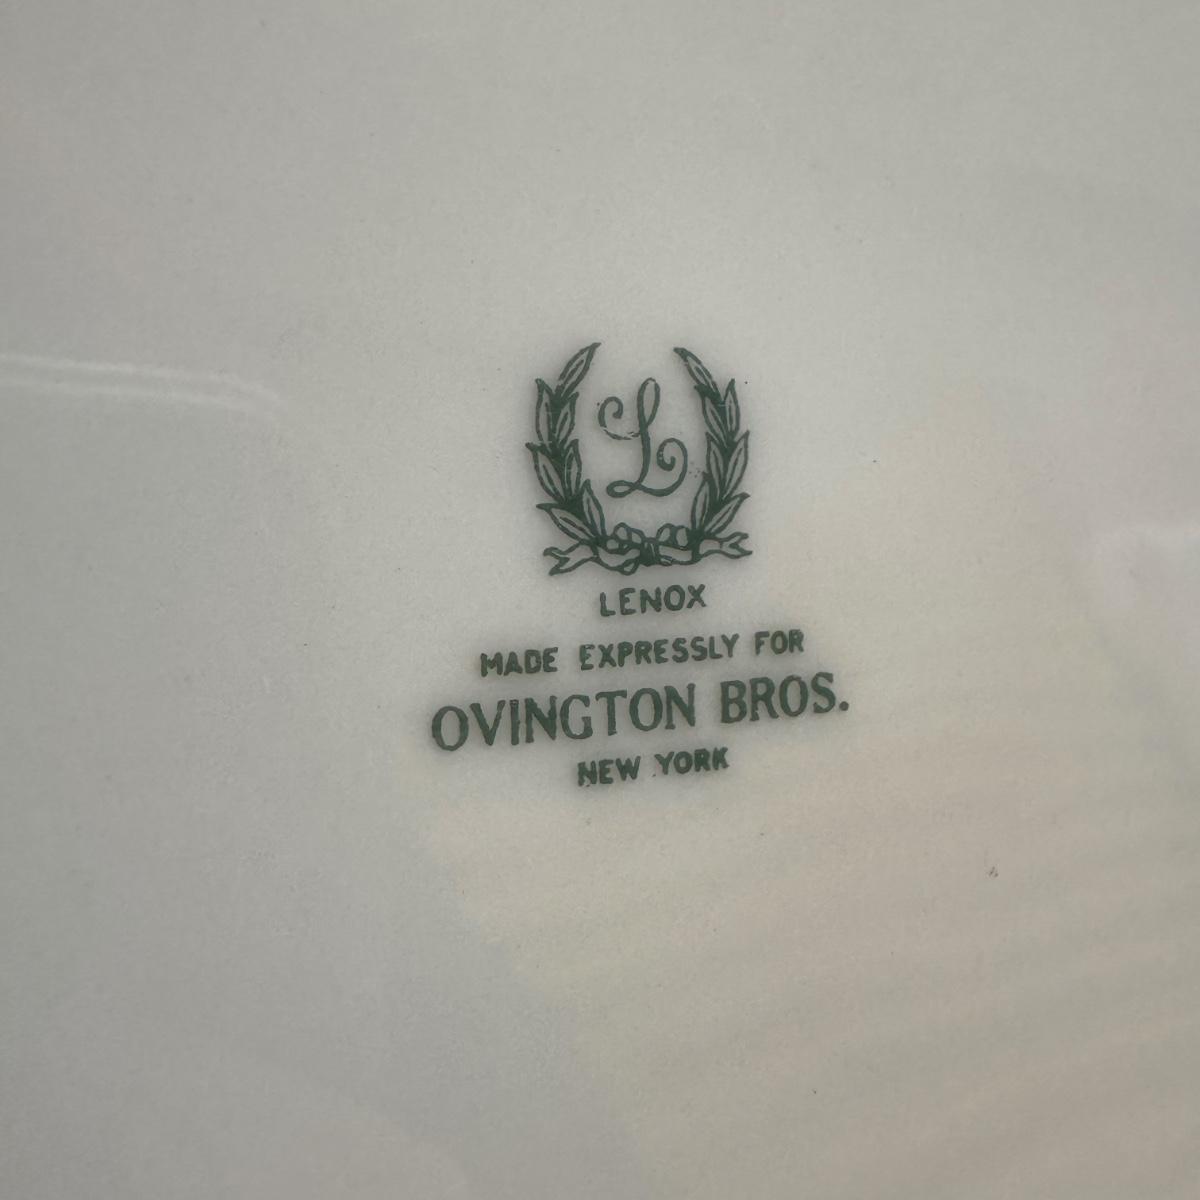 L
LENOX
MADE EXPRESSLY FOR
OVINGTON BROS.
NEW YORK